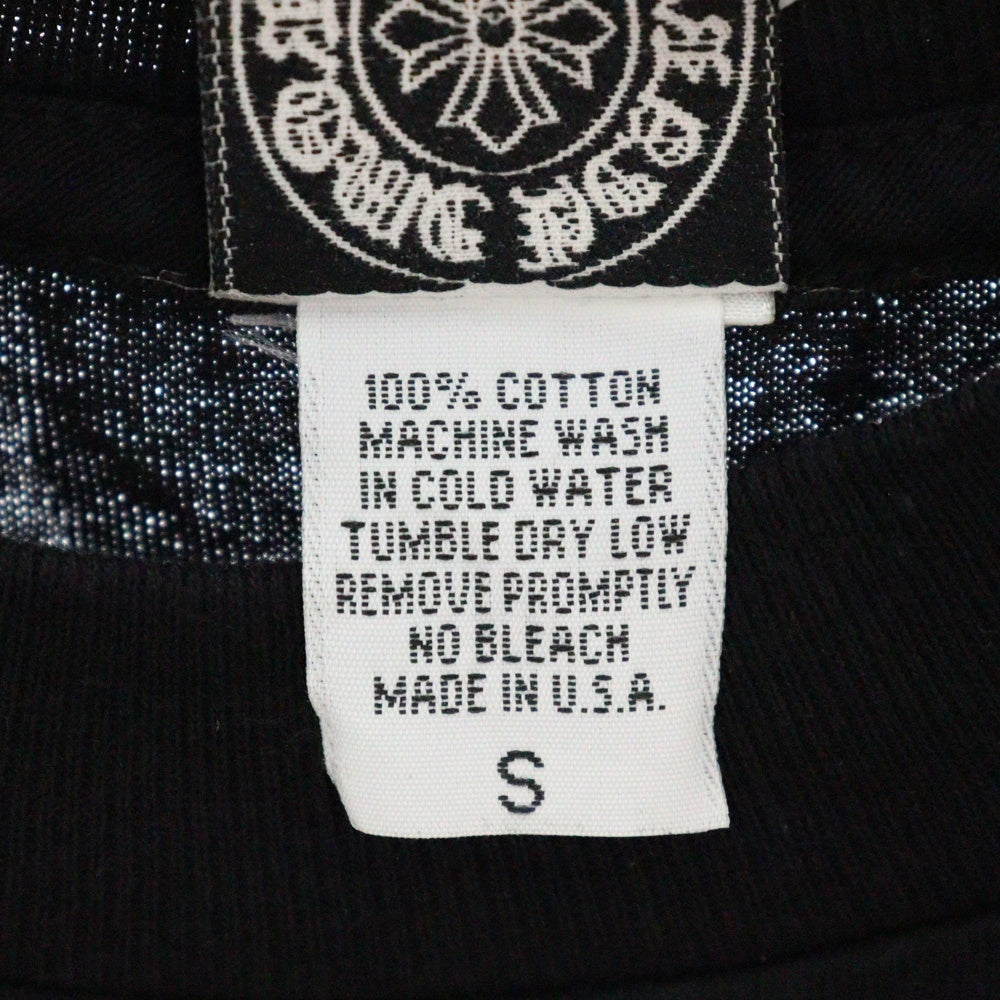 100% COTTON
MACHINE WASH
IN COLD WATER
TUMBLE DRY LOW
REMOVE PROMPTLY
NO BLEACH
MADE IN U.S.A.
S